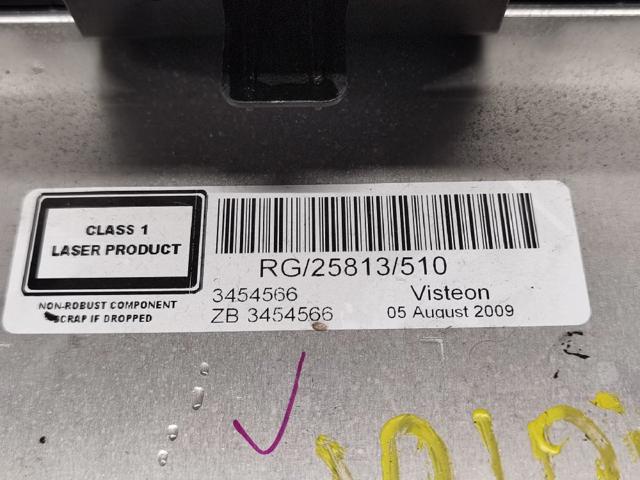 CLASS 1
LASER PRODUCT
NON-ROBUST COMPONENT
SCRAP IF DROPPED
RG/25813/510
3454566
Visteon
ZB 3454566
05 August 2009